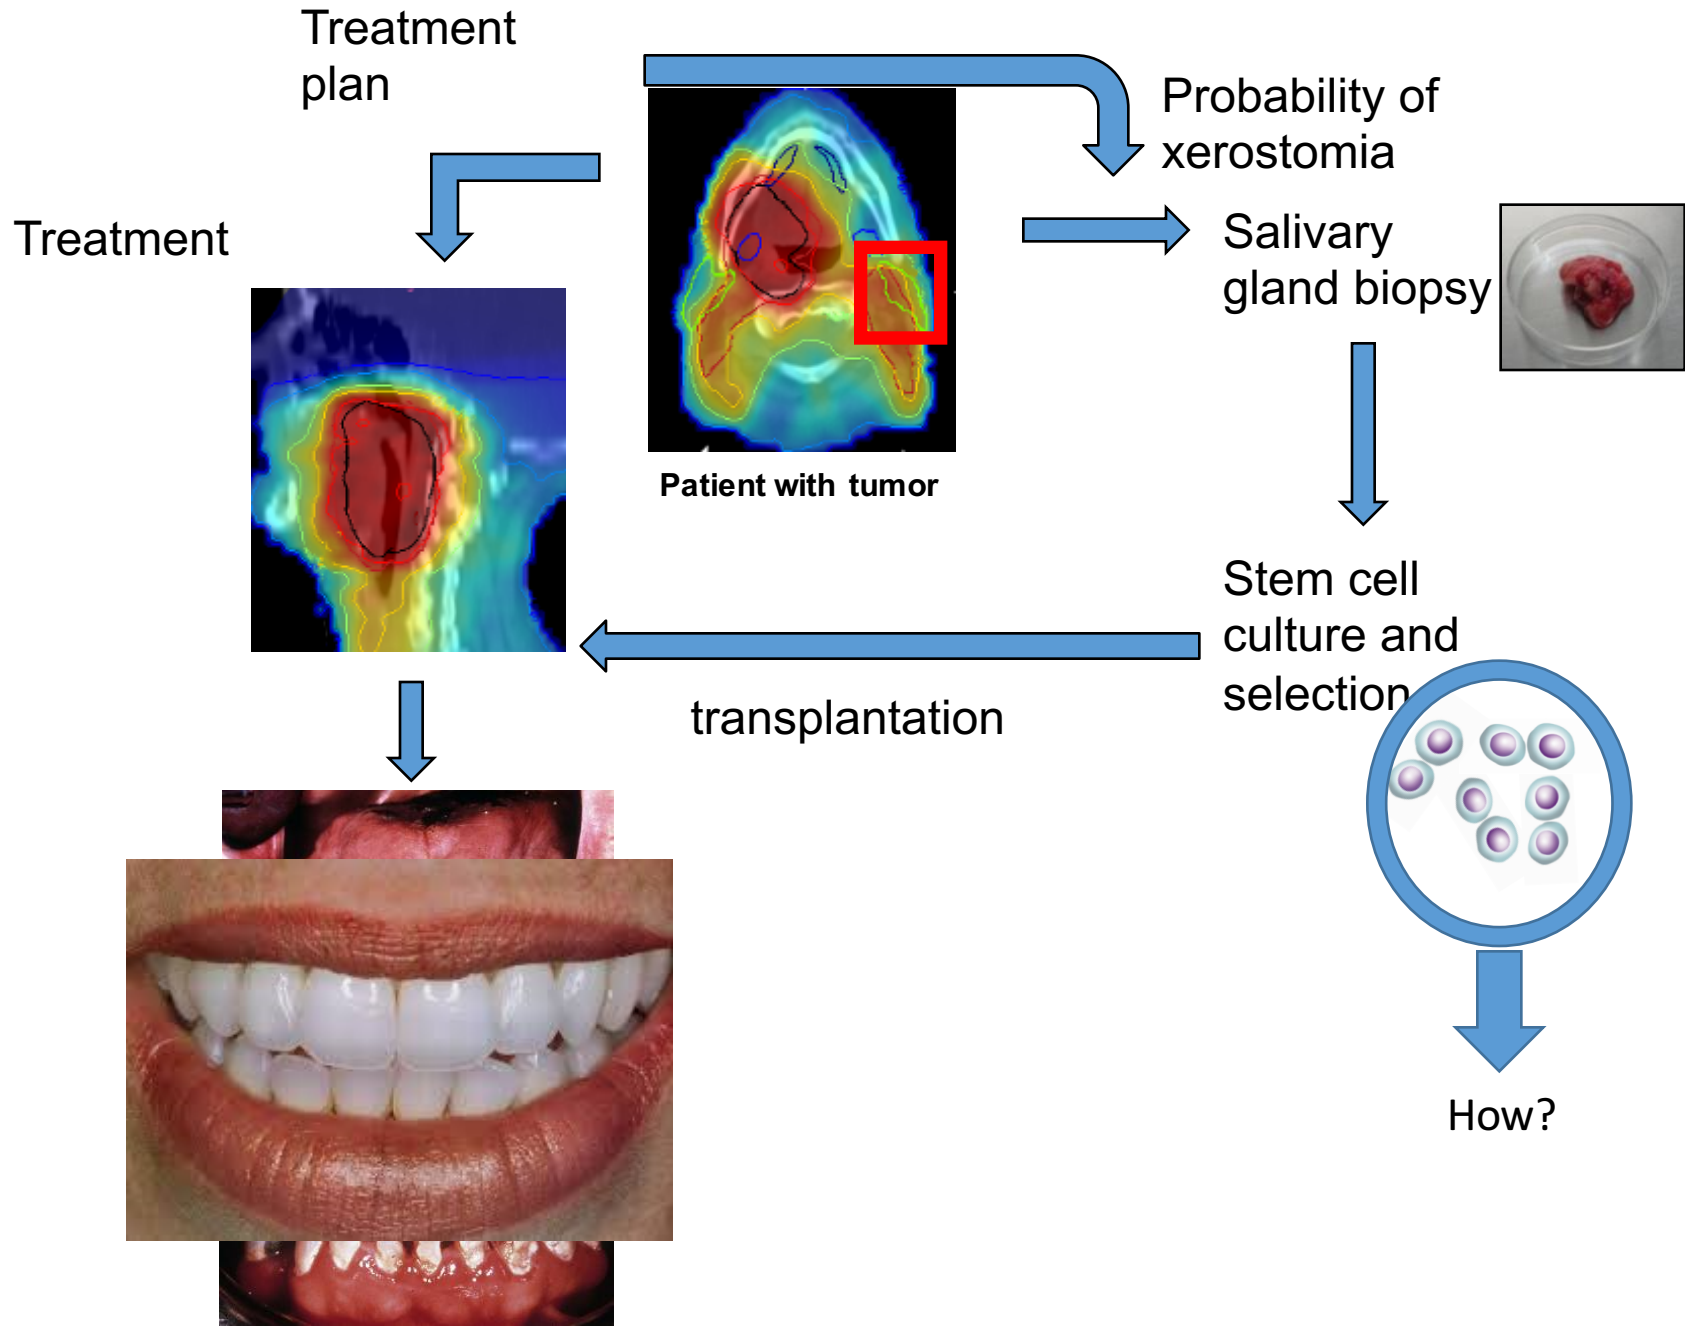 Treatment
plan
Probability of
xerostomia
Treatment
Salivary
gland biopsy
Patient with tumor
Stem cell
culture and
selection
transplantation
How?